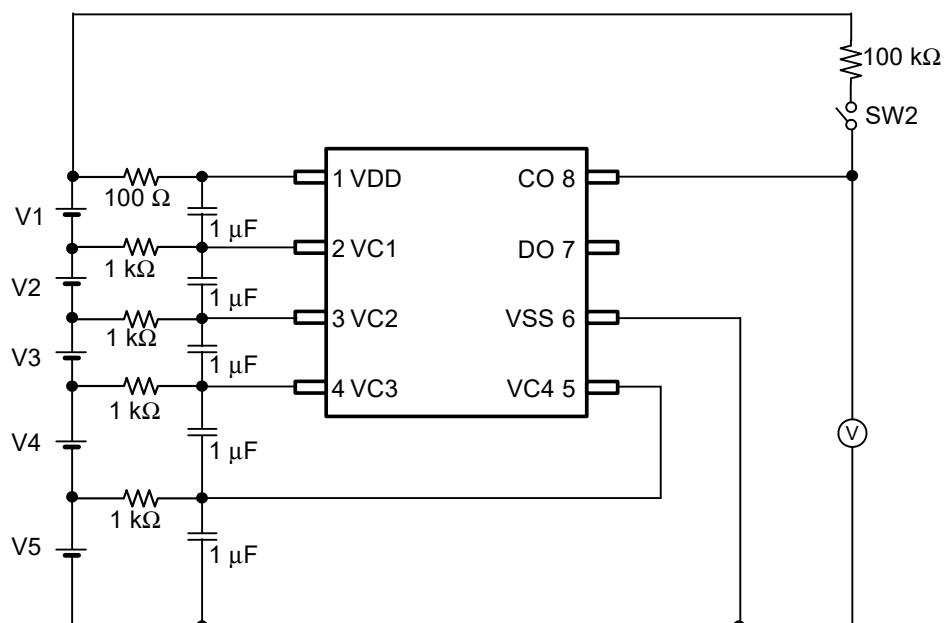 100 kΩ
SW2
1 VDD
CO 8
100 Ω
V1
1 μF
2 VC1
DO 7
1 kΩ
V2
1 μF
3 VC2
VSS 6
1 kΩ
V3
1 μF
4 VC3
VC4 5
1 kΩ
V4
1 μF
V
1 kΩ
V5
1 μF